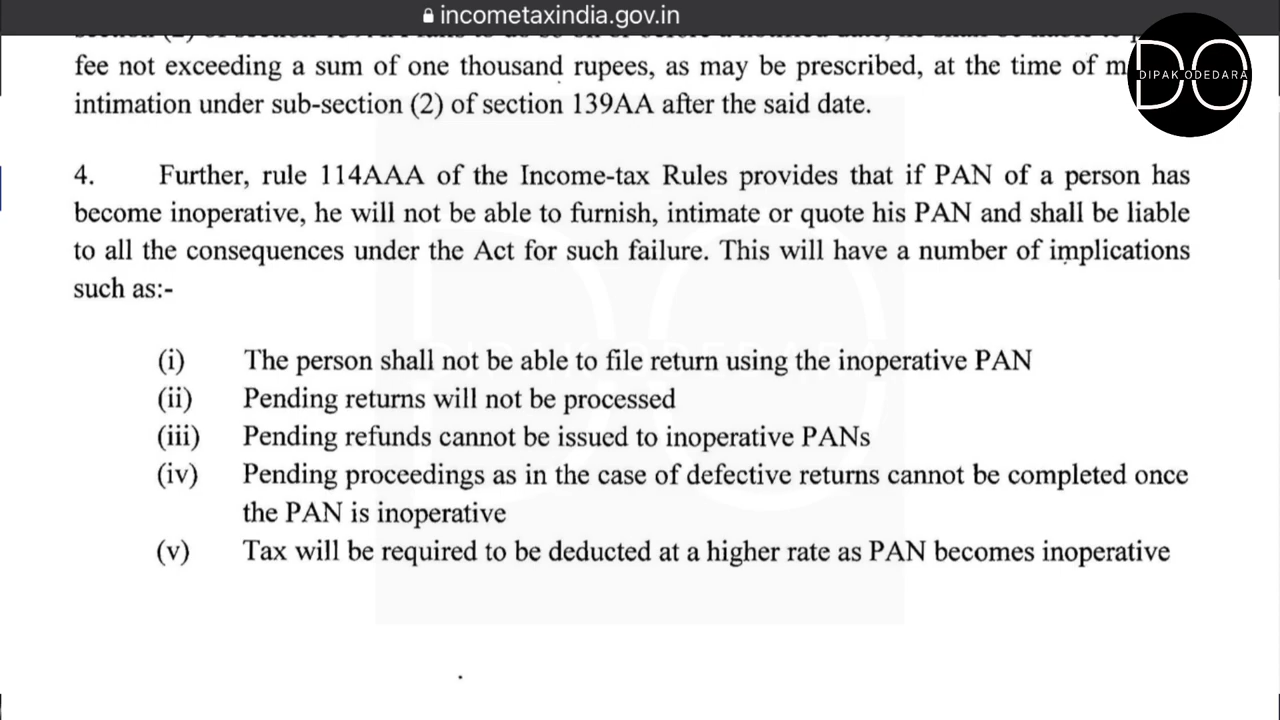 incometaxindia.gov.in
fee not exceeding a sum of one thousand rupees, as may be prescribed, at the time of m
DIPAK ODEDARA
DO
intimation under sub-section (2) of section 139AA after the said date.
4. Further, rule 114AAA of the Income-tax Rules provides that if PAN of a person has
become inoperative, he will not be able to furnish, intimate or quote his PAN and shall be liable
to all the consequences under the Act for such failure. This will have a number of implications
such as:-
(i) The person shall not be able to file return using the inoperative PAN
(ii) Pending returns will not be processed
(iii) Pending refunds cannot be issued to inoperative PANs
(iv) Pending proceedings as in the case of defective returns cannot be completed once
the PAN is inoperative
(v) Tax will be required to be deducted at a higher rate as PAN becomes inoperative